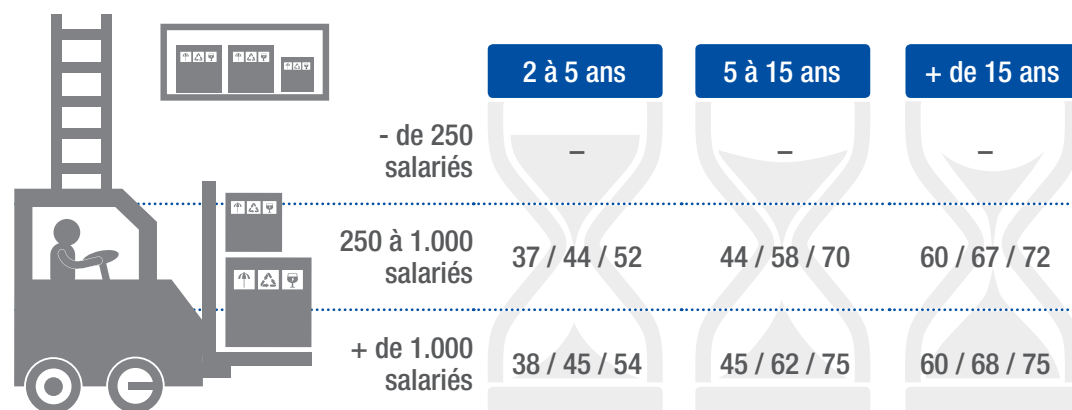 2 à 5 ans 5 à 15 ans + de 15 ans
- de 250
salariés – – –
250 à 1.000
salariés 37 / 44 / 52 44 / 58 / 70 60 / 67 / 72
+ de 1.000
salariés 38 / 45 / 54 45 / 62 / 75 60 / 68 / 75